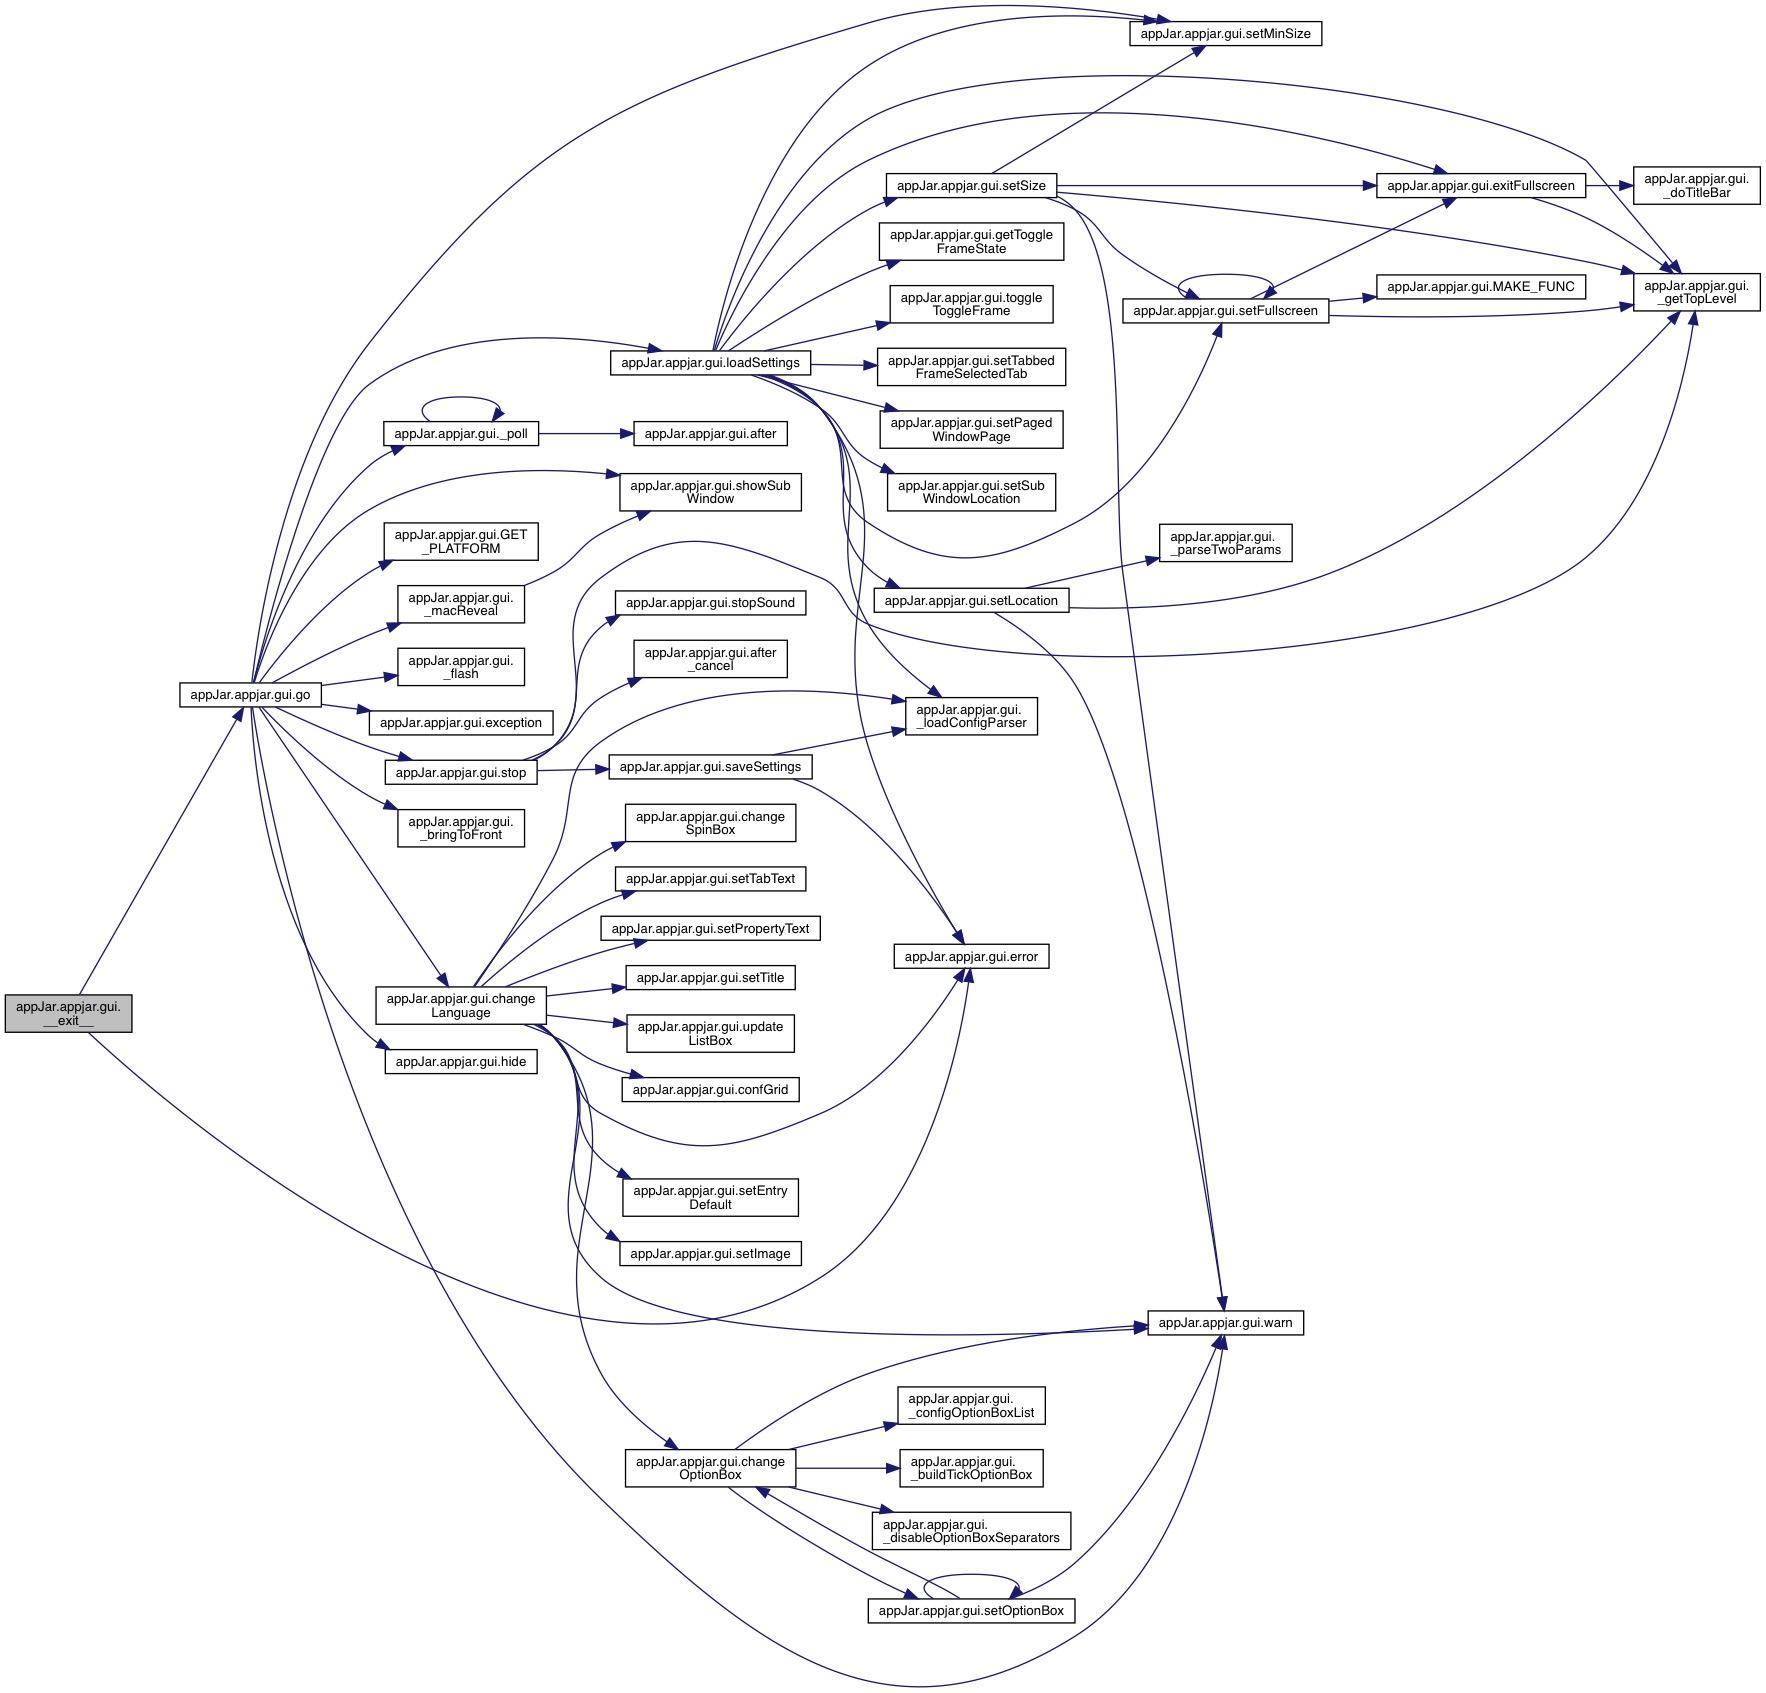 appJar.appjar.gui.setMinSize
appJar.appjar.gui.setSize
appJar.appjar.gui.exitFullscreen
appJar.appjar.gui.
_doTitleBar
appJar.appjar.gui.getToggle
FrameState
appJar.appjar.gui.toggle
ToggleFrame
appJar.appjar.gui.setFullscreen
appJar.appjar.gui.MAKE_FUNC
appJar.appjar.gui.
_getTopLevel
appJar.appjar.gui.loadSettings
appJar.appjar.gui.setTabbed
FrameSelectedTab
appJar.appjar.gui._poll
appJar.appjar.gui.after
appJar.appjar.gui.setPaged
WindowPage
appJar.appjar.gui.showSub
Window
appJar.appjar.gui.setSub
WindowLocation
appJar.appjar.gui.GET
_PLATFORM
appJar.appjar.gui.
_parseTwoParams
appJar.appjar.gui.
_macReveal
appJar.appjar.gui.stopSound
appJar.appjar.gui.setLocation
appJar.appjar.gui.
_flash
appJar.appjar.gui.after
_cancel
appJar.appjar.gui.go
appJar.appjar.gui.exception
appJar.appjar.gui.
_loadConfigParser
appJar.appjar.gui.stop
appJar.appjar.gui.saveSettings
appJar.appjar.gui.
_bringToFront
appJar.appjar.gui.change
SpinBox
appJar.appjar.gui.setTabText
appJar.appjar.gui.setPropertyText
appJar.appjar.gui.error
appJar.appjar.gui.setTitle
appJar.appjar.gui.
__exit__
appJar.appjar.gui.change
Language
appJar.appjar.gui.update
ListBox
appJar.appjar.gui.hide
appJar.appjar.gui.confGrid
appJar.appjar.gui.setEntry
Default
appJar.appjar.gui.setImage
appJar.appjar.gui.warn
appJar.appjar.gui.
_configOptionBoxList
appJar.appjar.gui.change
OptionBox
appJar.appjar.gui.
_buildTickOptionBox
appJar.appjar.gui.
_disableOptionBoxSeparators
appJar.appjar.gui.setOptionBox